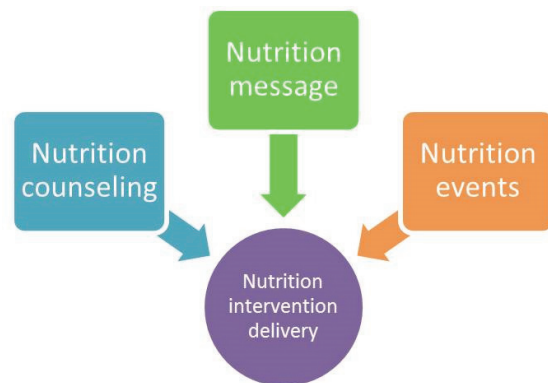 Nutrition
message
Nutrition
counseling
Nutrition
events
Nutrition
intervention
delivery